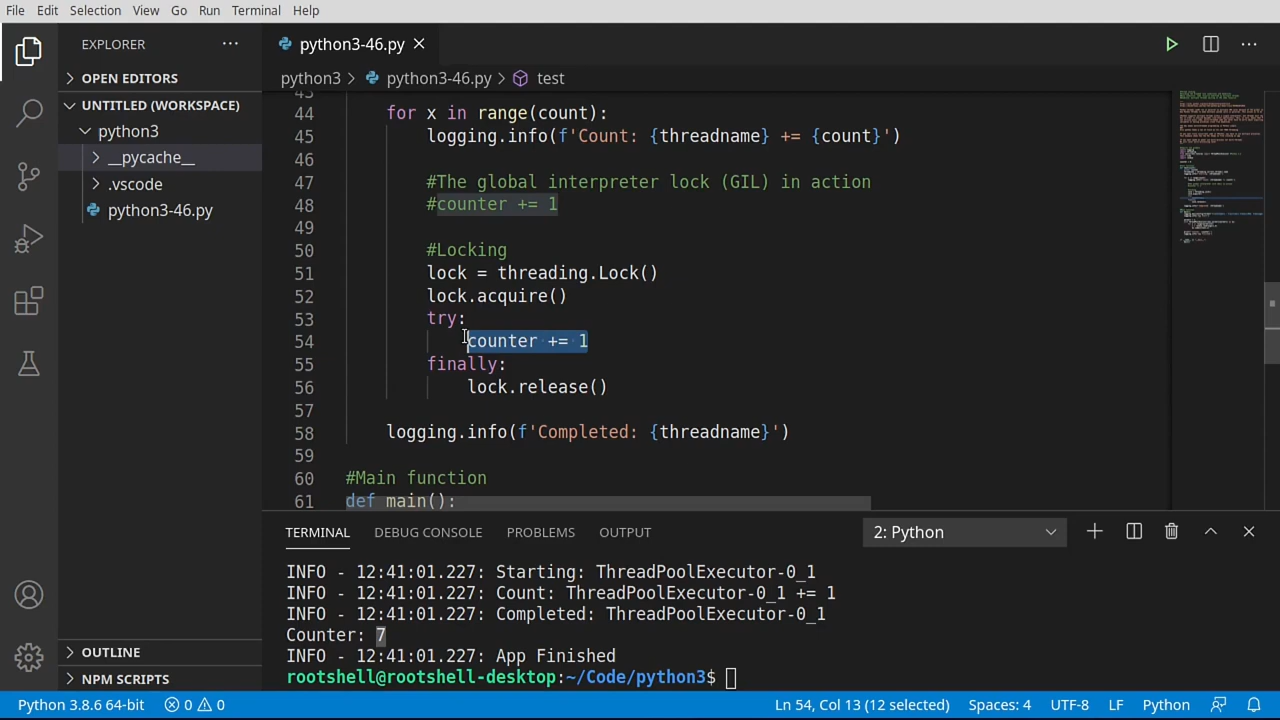 File Edit Selection View Go Run Terminal Help
EXPLORER
python3-46.py
OPEN EDITORS
python3 > python3-46.py > test
UNTITLED (WORKSPACE)
python3
__pycache__
.vscode
python3-46.py
43
44 for x in range(count):
45 logging.info(f'Count: {threadname} += {count}')
46
47 #The global interpreter lock (GIL) in action
48 #counter += 1
49
50 #Locking
51 lock = threading.Lock()
52 lock.acquire()
53 try:
54 counter += 1
55 finally:
56 lock.release()
57
58 logging.info(f'Completed: {threadname}')
59
60 #Main function
61 def main():
TERMINAL DEBUG CONSOLE PROBLEMS OUTPUT 2: Python
INFO - 12:41:01.227: Starting: ThreadPoolExecutor-0_1
INFO - 12:41:01.227: Count: ThreadPoolExecutor-0_1 += 1
INFO - 12:41:01.227: Completed: ThreadPoolExecutor-0_1
Counter: 7
INFO - 12:41:01.227: App Finished
rootshell@rootshell-desktop:~/Code/python3$
OUTLINE
NPM SCRIPTS
Python 3.8.6 64-bit 0 0 Ln 54, Col 13 (12 selected) Spaces: 4 UTF-8 LF Python